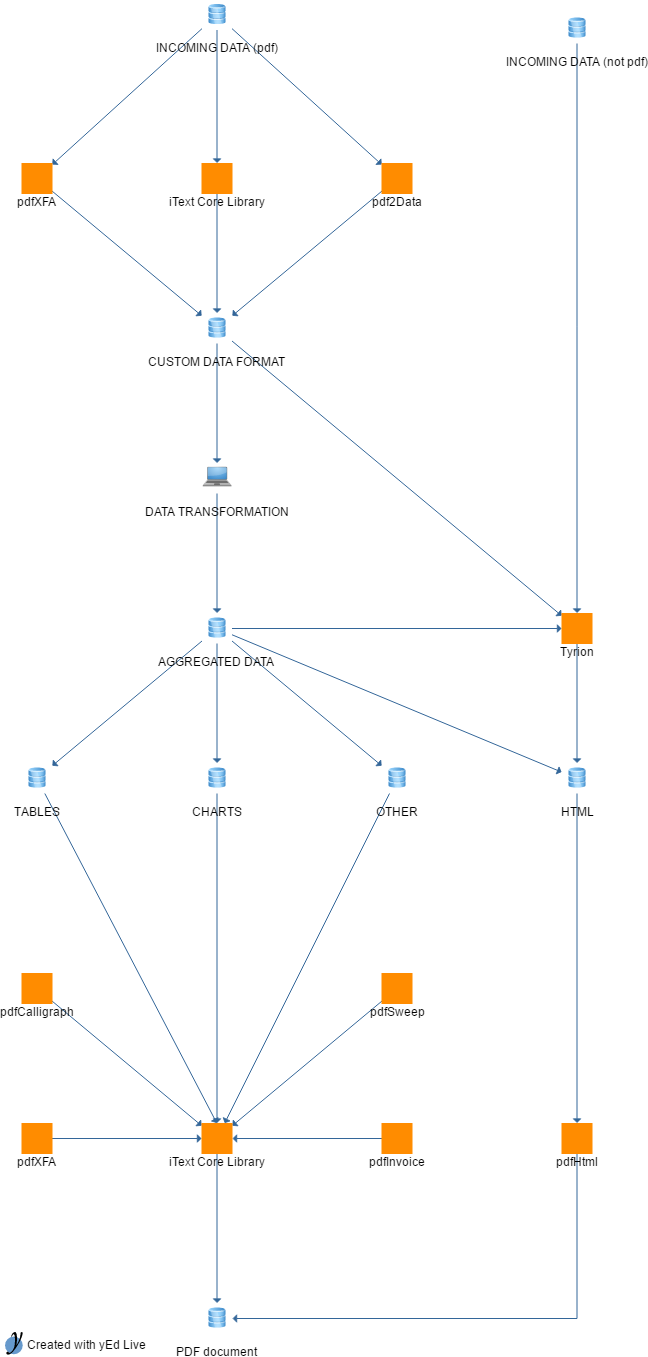 INCOMING DATA (pdf)
INCOMING DATA (not pdf)
pdfXFA
iText Core Library
pdf2Data
CUSTOM DATA FORMAT
DATA TRANSFORMATION
Tyrion
AGGREGATED DATA
TABLES
CHARTS
OTHER
HTML
pdfCalligraph
pdfSweep
pdfXFA
iText Core Library
pdfInvoice
pdfHtml
y Created with yEd Live
PDF document